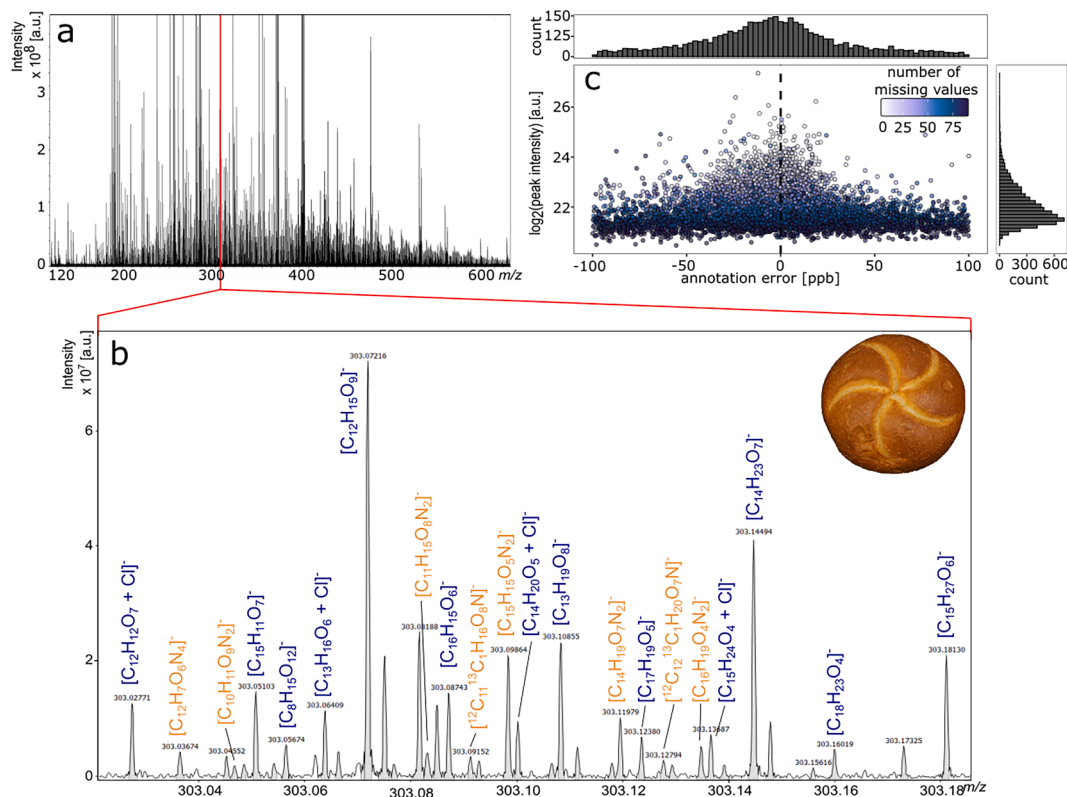 a
Intensity
x 10⁸ [a.u.]
3
2
1
0
120 200 300 400 500 600 m/z
count
150
125
0
c
number of
missing values
0 25 50 75
log₂(peak intensity) [a.u.]
26
24
22
-100 -50 0 50 100
annotation error [ppb]
0 300 600
count
b
Intensity
x 10⁷ [a.u.]
6
4
2
0
[C₁₂H₁₂O₇ + Cl]⁻
303.02771
[C₁₂H₇O₆N₄]⁻
303.03674
[C₁₀H₁₁O₉N₂]⁻
303.04552
[C₁₅H₁₁O₇]⁻
303.05103
[C₈H₁₅O₁₂]⁻
303.05674
[C₁₃H₁₆O₆ + Cl]⁻
303.06409
[C₁₂H₁₅O₉]⁻
303.07216
303.08188
[C₁₁H₁₅O₈N₂]⁻
[C₁₆H₁₅O₆]⁻
303.08743
[¹²C₁₁¹³C₁H₁₆O₈N]⁻
303.09152
[C₁₅H₁₅O₅N₂]⁻
303.09864
[C₁₄H₂₀O₅ + Cl]⁻
[C₁₃H₁₉O₈]⁻
303.10855
[C₁₄H₁₉O₇N₂]⁻
303.11979
[C₁₇H₁₉O₅]⁻
303.12380
[¹²C₁₂¹³C₁H₂₀O₇N]⁻
303.12794
[C₁₆H₁₉O₄N₂]⁻
[C₁₅H₂₄O₄ + Cl]⁻
303.13687
[C₁₄H₂₃O₇]⁻
303.14494
303.15616
[C₁₈H₂₃O₄]⁻
303.16019
303.17325
[C₁₅H₂₇O₆]⁻
303.18130
303.04 303.06 303.08 303.10 303.12 303.14 303.16 303.18 m/z